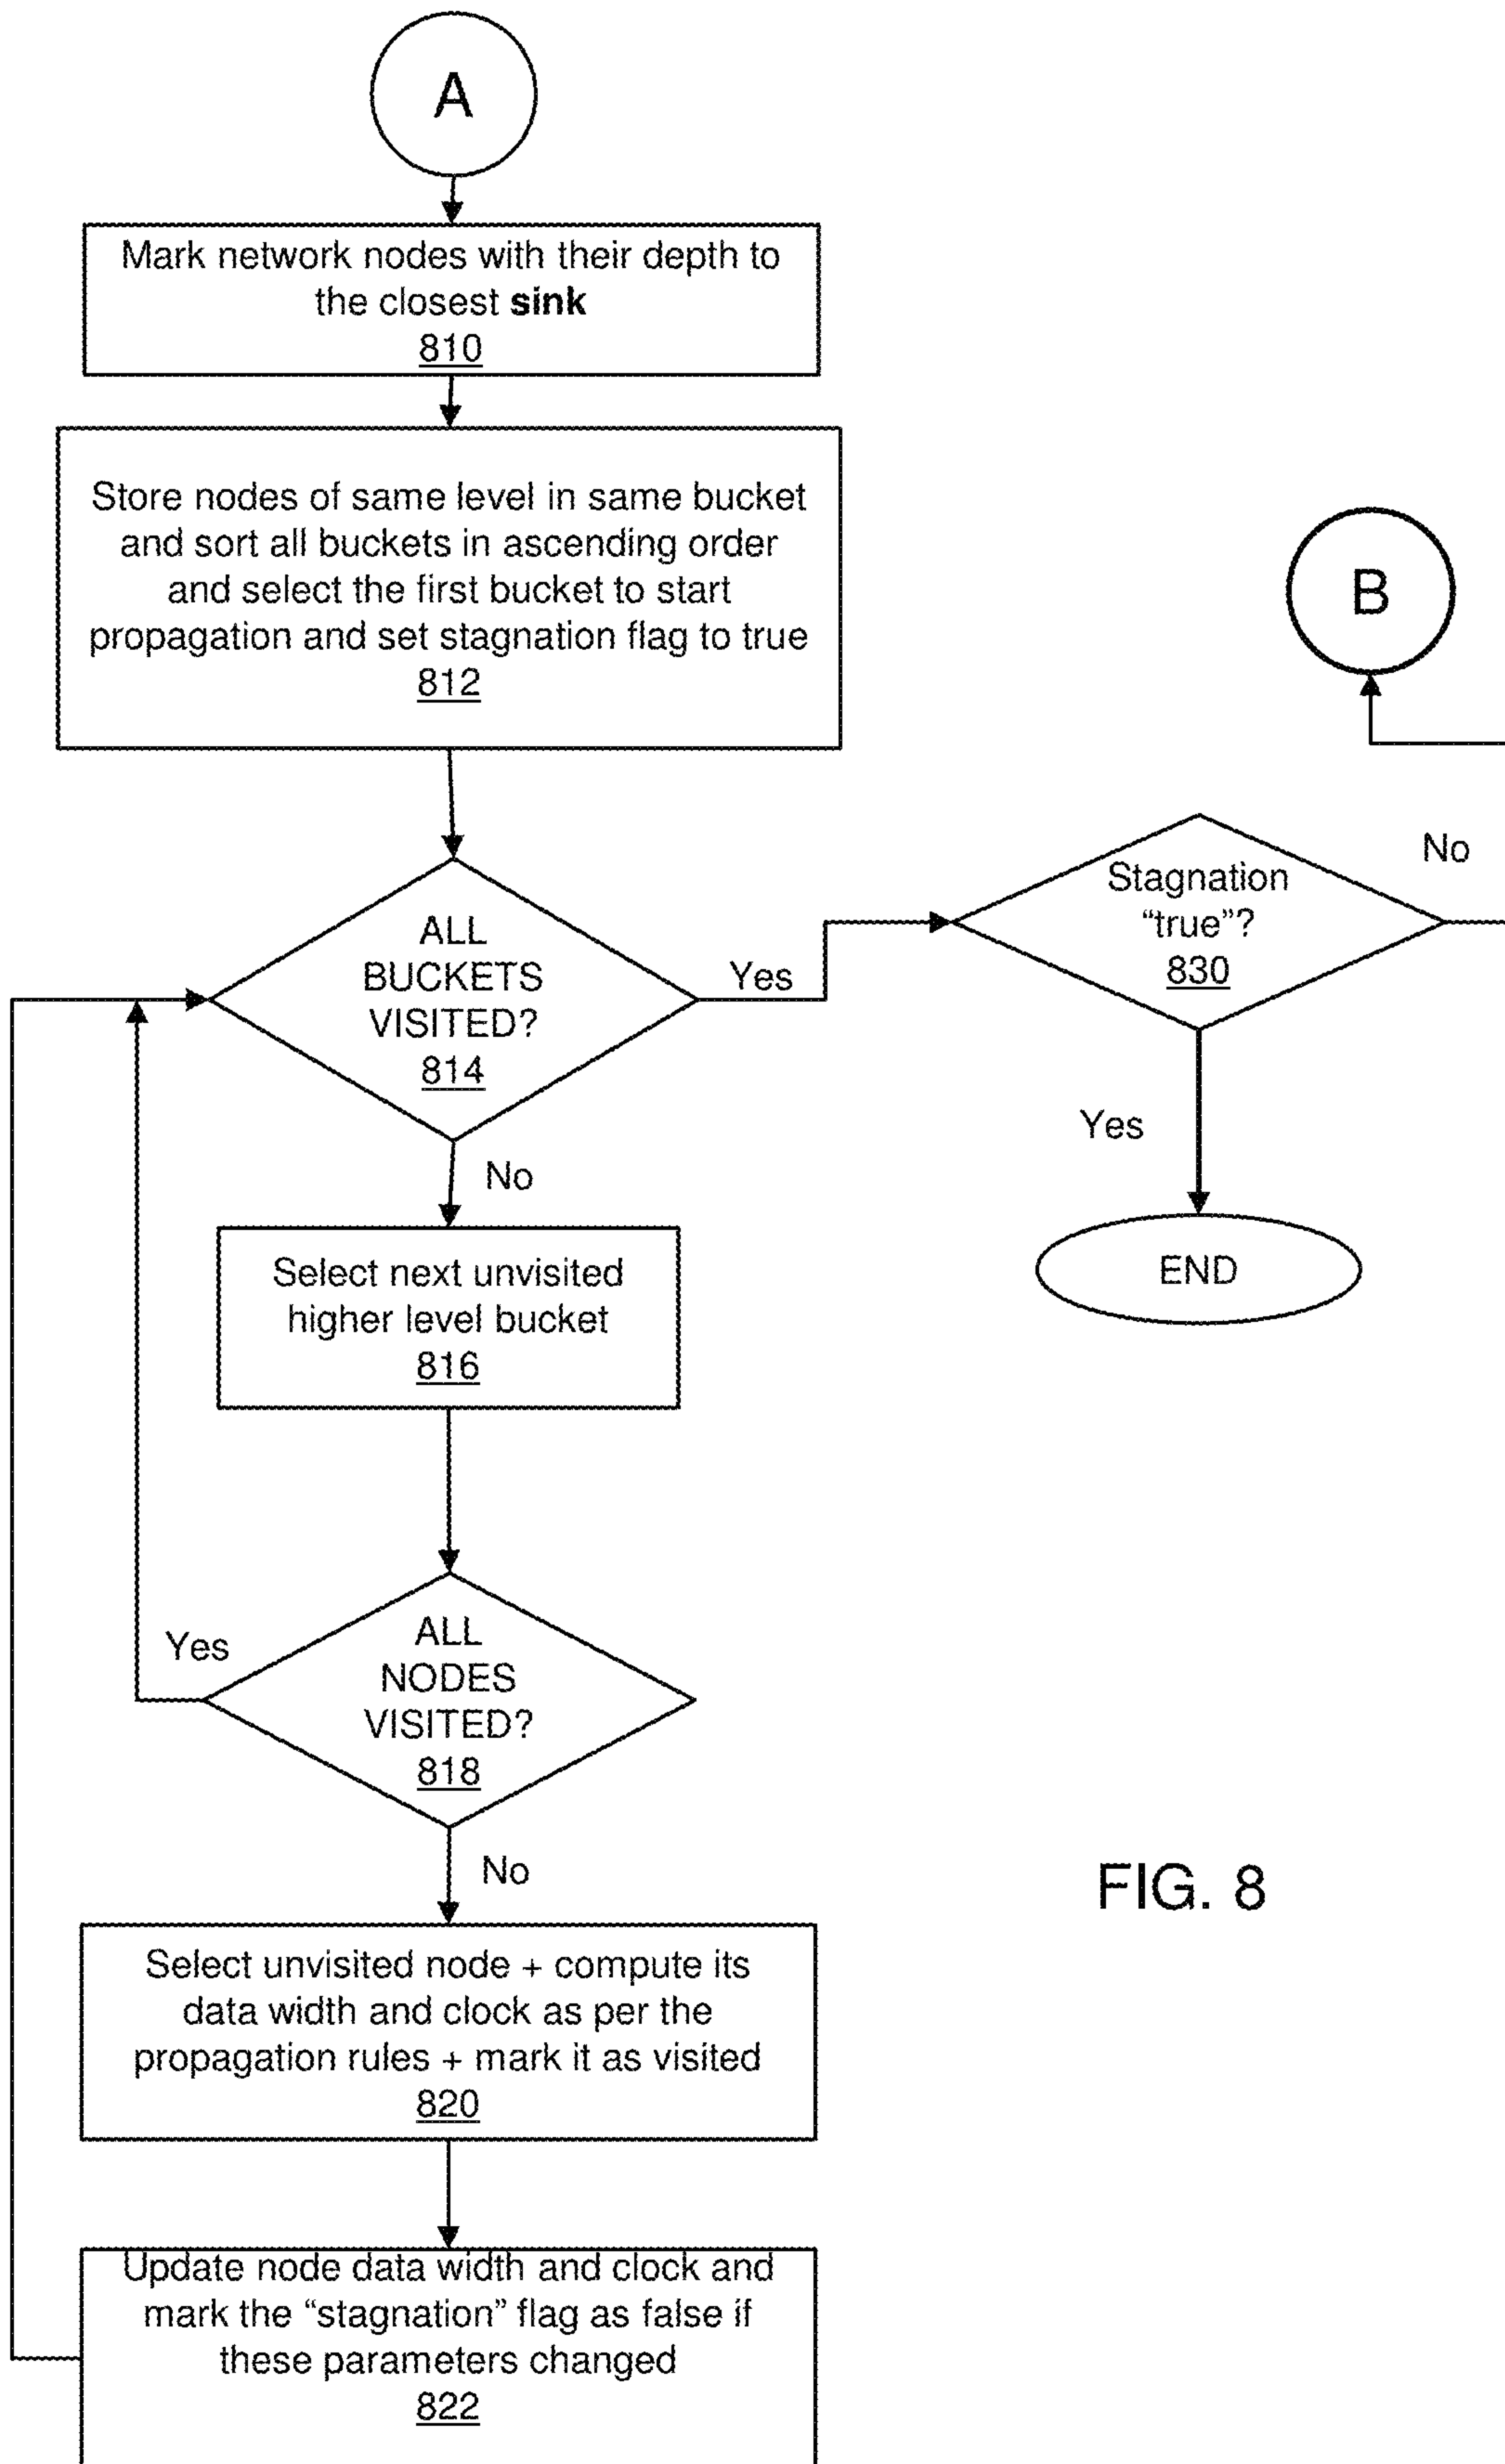 A
Mark network nodes with their depth to
the closest sink
810
Store nodes of same level in same bucket
and sort all buckets in ascending order
and select the first bucket to start
propagation and set stagnation flag to true
812
B
ALL
BUCKETS
VISITED?
814
Yes
No
Stagnation
“true”?
830
No
Yes
END
Select next unvisited
higher level bucket
816
ALL
NODES
VISITED?
818
Yes
No
Select unvisited node + compute its
data width and clock as per the
propagation rules + mark it as visited
820
Update node data width and clock and
mark the “stagnation” flag as false if
these parameters changed
822
FIG. 8